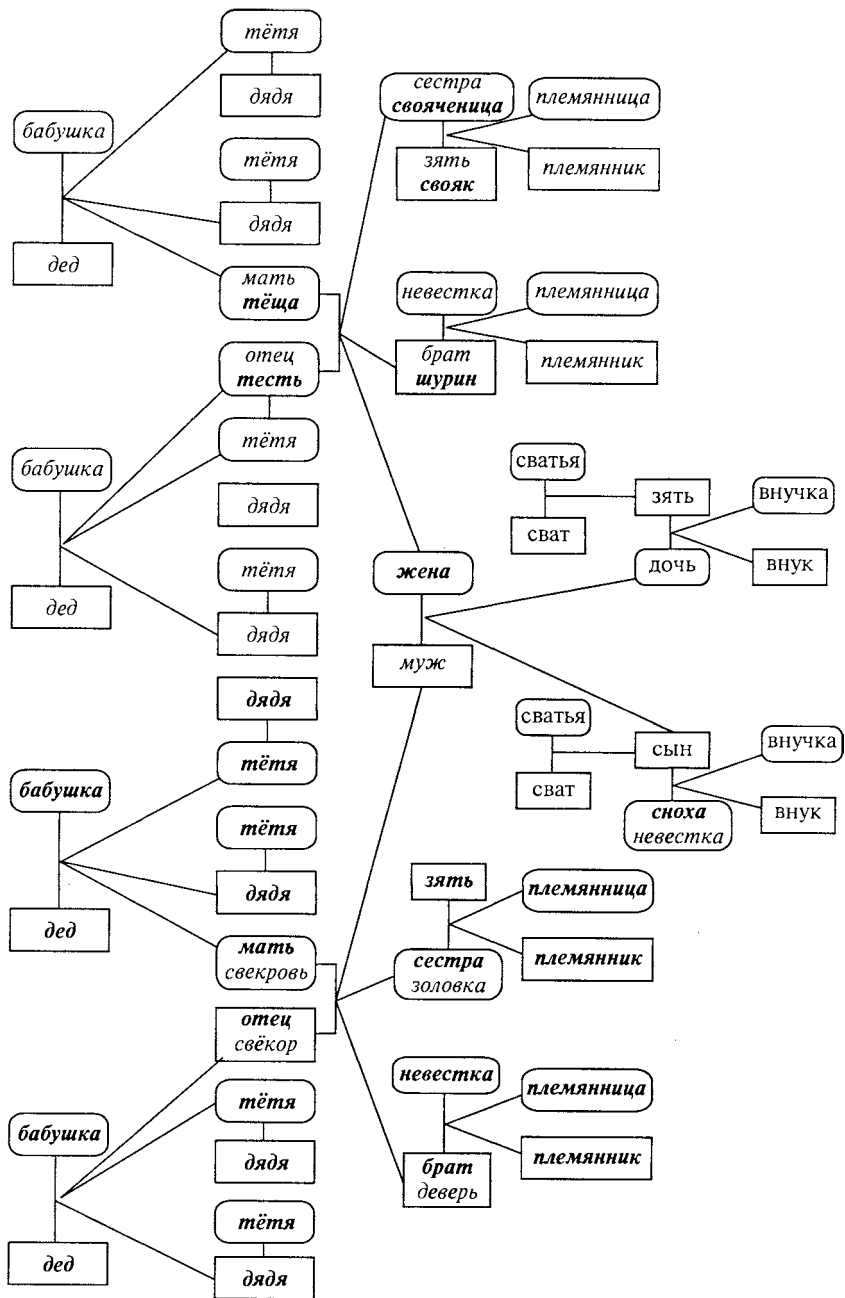 тётя
дядя
бабушка
тётя
дядя
дед
мать
тёща
отец
тесть
тётя
бабушка
дядя
тётя
дед
дядя
дядя
тётя
бабушка
тётя
дядя
дед
мать
свекровь
отец
свёкор
тётя
бабушка
дядя
тётя
дед
дядя
сестра
свояченица
племянница
зять
свояк
племянник
невестка
племянница
брат
шурин
племянник
жена
муж
сватья
зять
внучка
сват
дочь
внук
сватья
сын
внучка
сват
сноха
невестка
внук
зять
племянница
сестра
золовка
племянник
невестка
племянница
брат
деверь
племянник